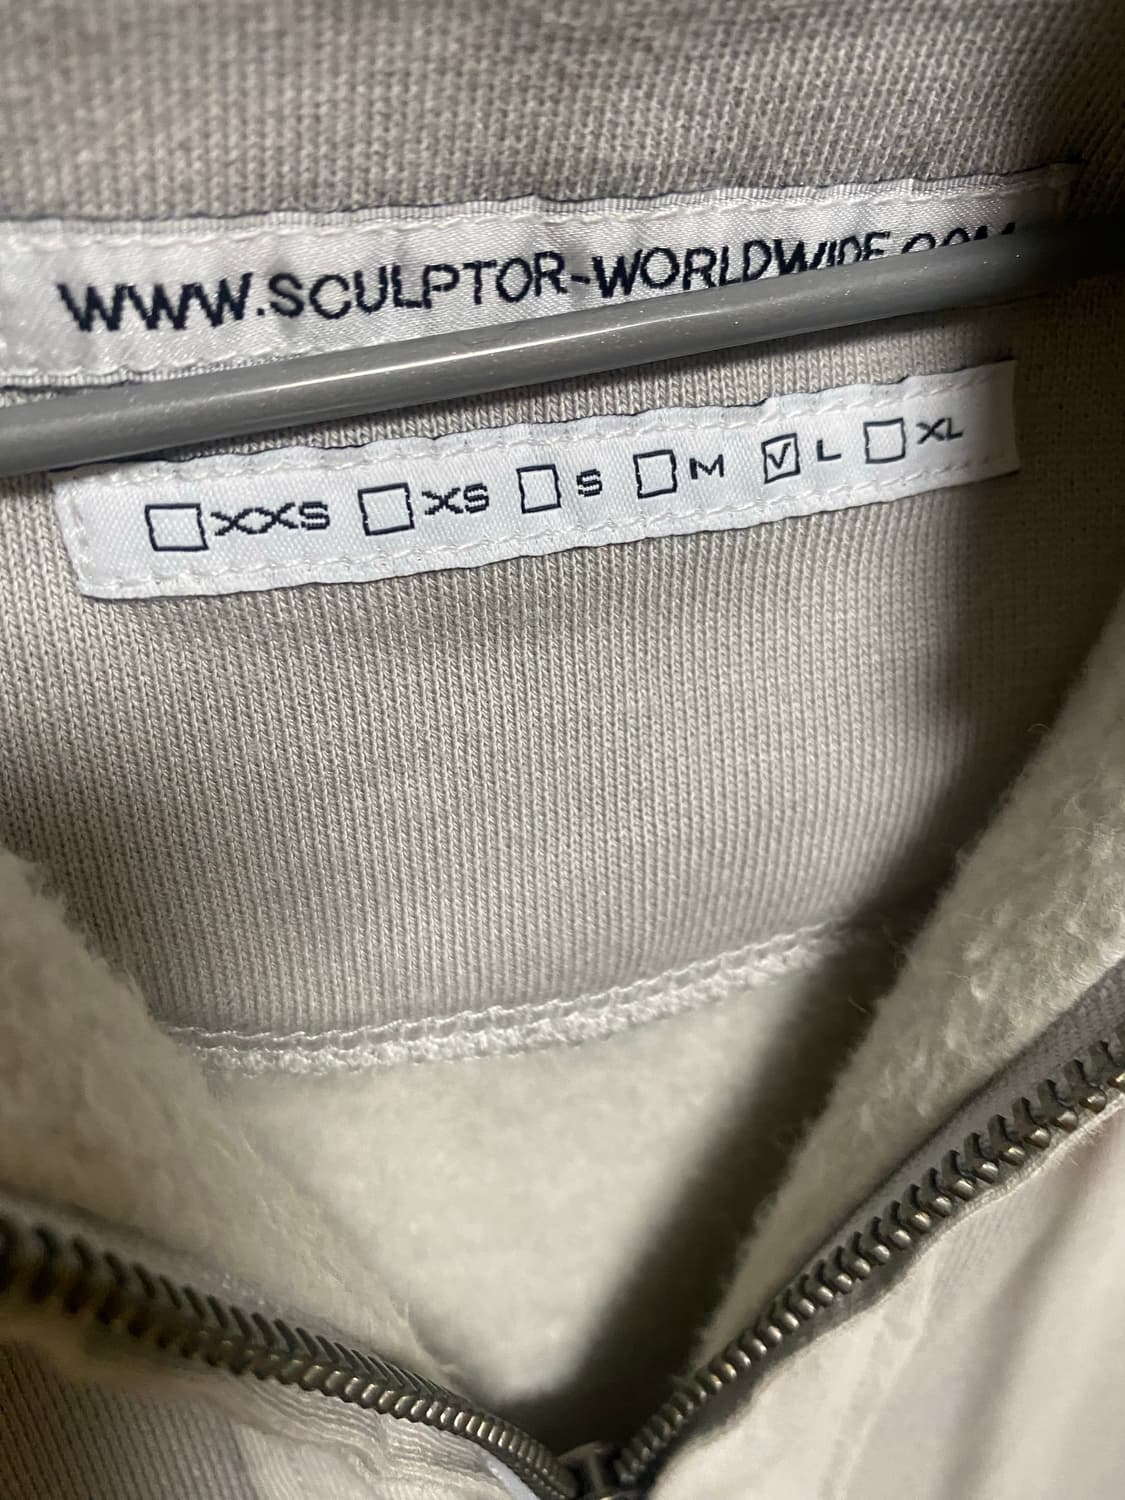 WWW.SCULPTOR-WORLDWIDE.COM
☐XXS ☐XS ☐S ☐M ☑L ☐XL